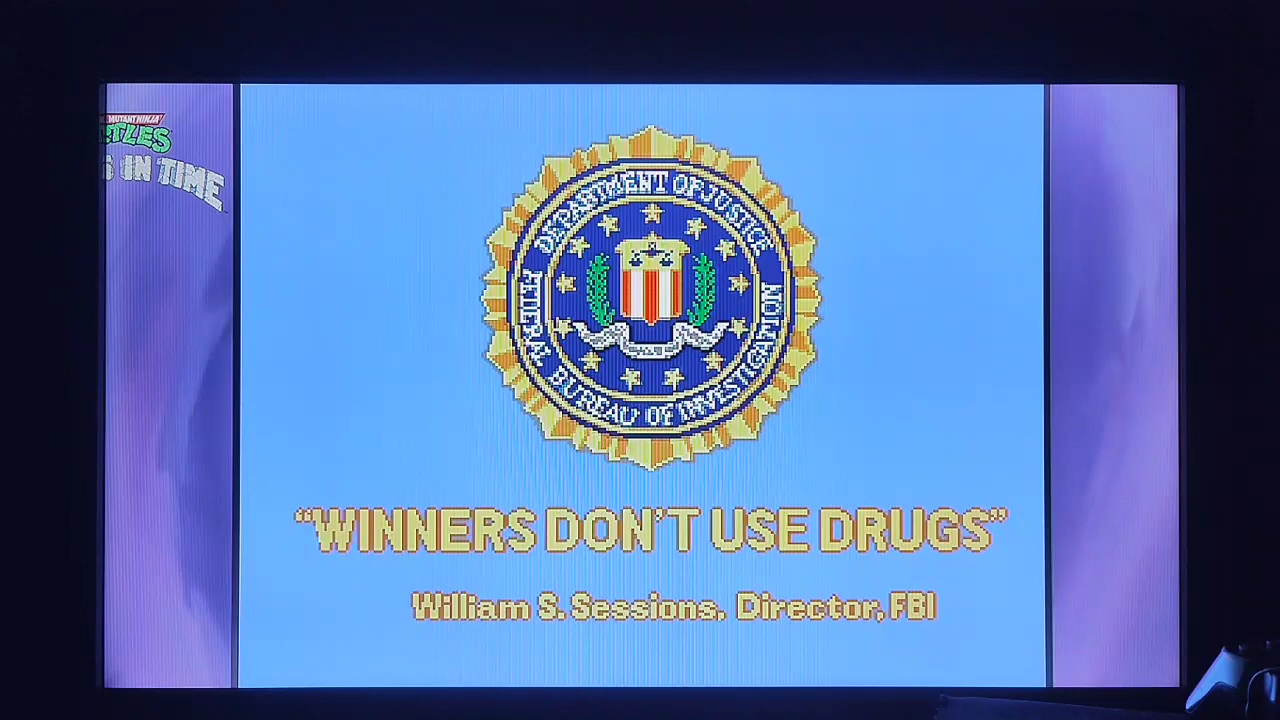 MUTANT NINJA
TLES
IN TIME
DEPARTMENT OF JUSTICE
FEDERAL BUREAU OF INVESTIGATION
“WINNERS DON'T USE DRUGS”
William S. Sessions, Director, FBI